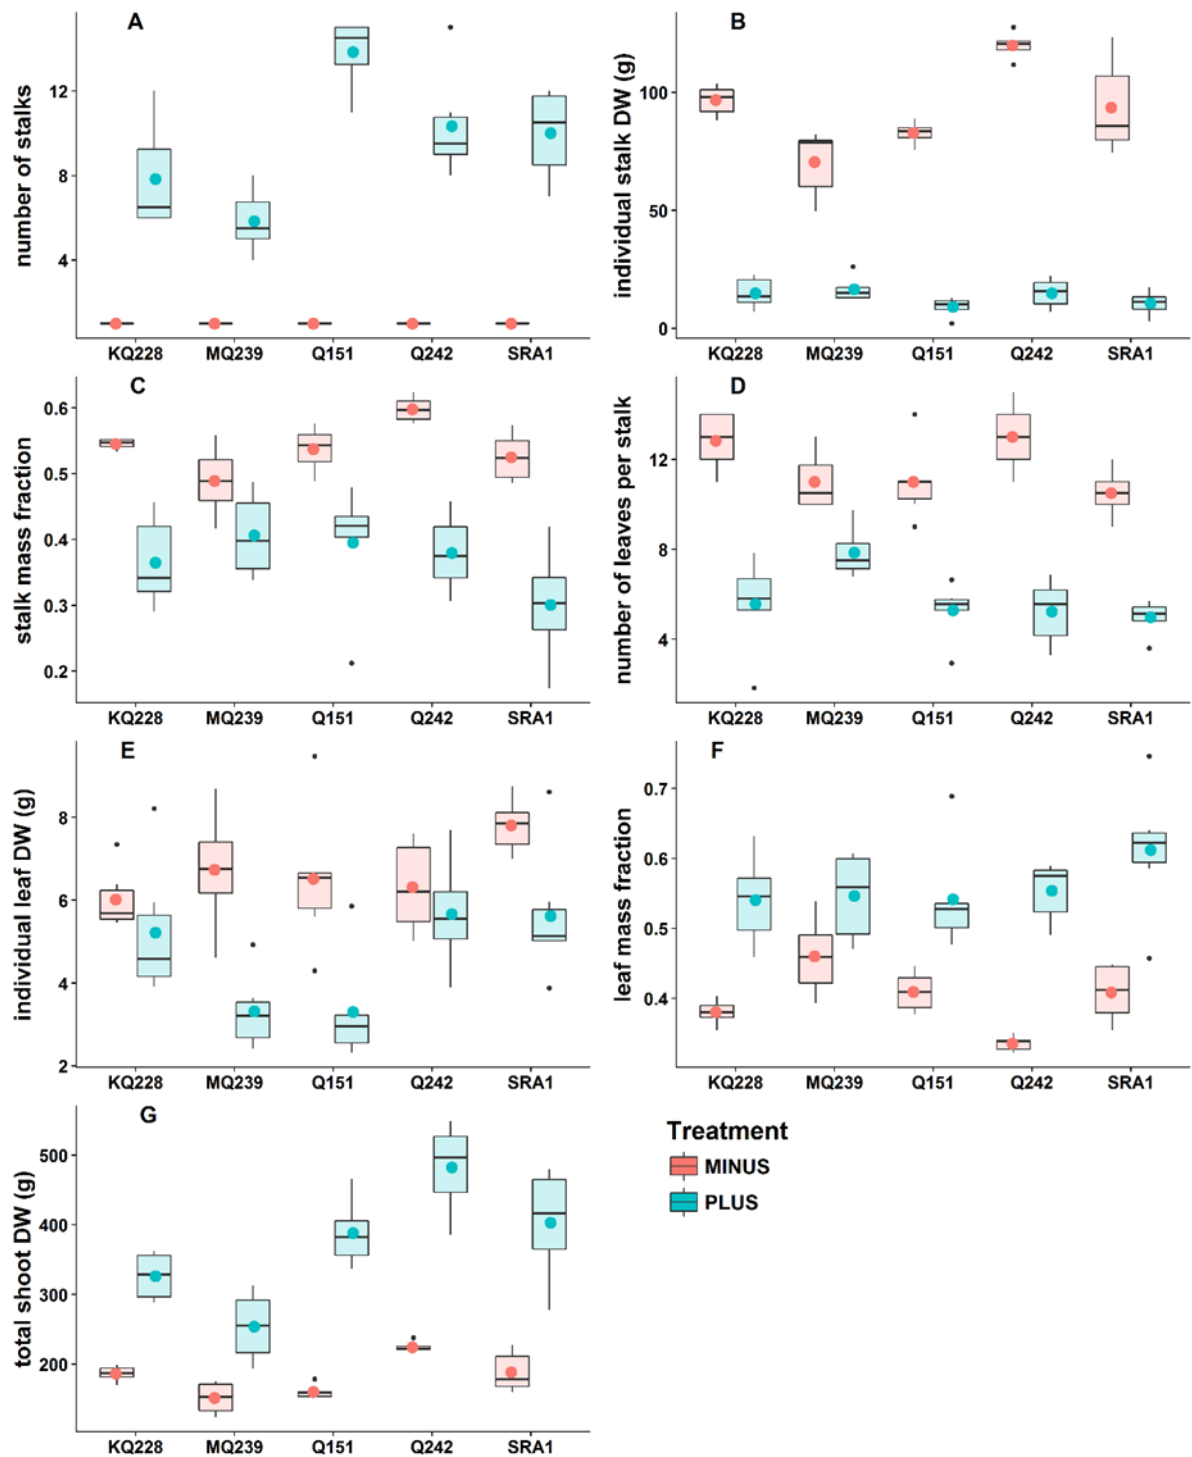 A
number of stalks
12
8
4
KQ228 MQ239 Q151 Q242 SRA1
B
individual stalk DW (g)
100
50
0
KQ228 MQ239 Q151 Q242 SRA1
C
stalk mass fraction
0.6
0.5
0.4
0.3
0.2
KQ228 MQ239 Q151 Q242 SRA1
D
number of leaves per stalk
12
8
4
KQ228 MQ239 Q151 Q242 SRA1
E
individual leaf DW (g)
8
6
4
2
KQ228 MQ239 Q151 Q242 SRA1
F
leaf mass fraction
0.7
0.6
0.5
0.4
KQ228 MQ239 Q151 Q242 SRA1
G
total shoot DW (g)
500
400
300
200
KQ228 MQ239 Q151 Q242 SRA1
Treatment
MINUS
PLUS